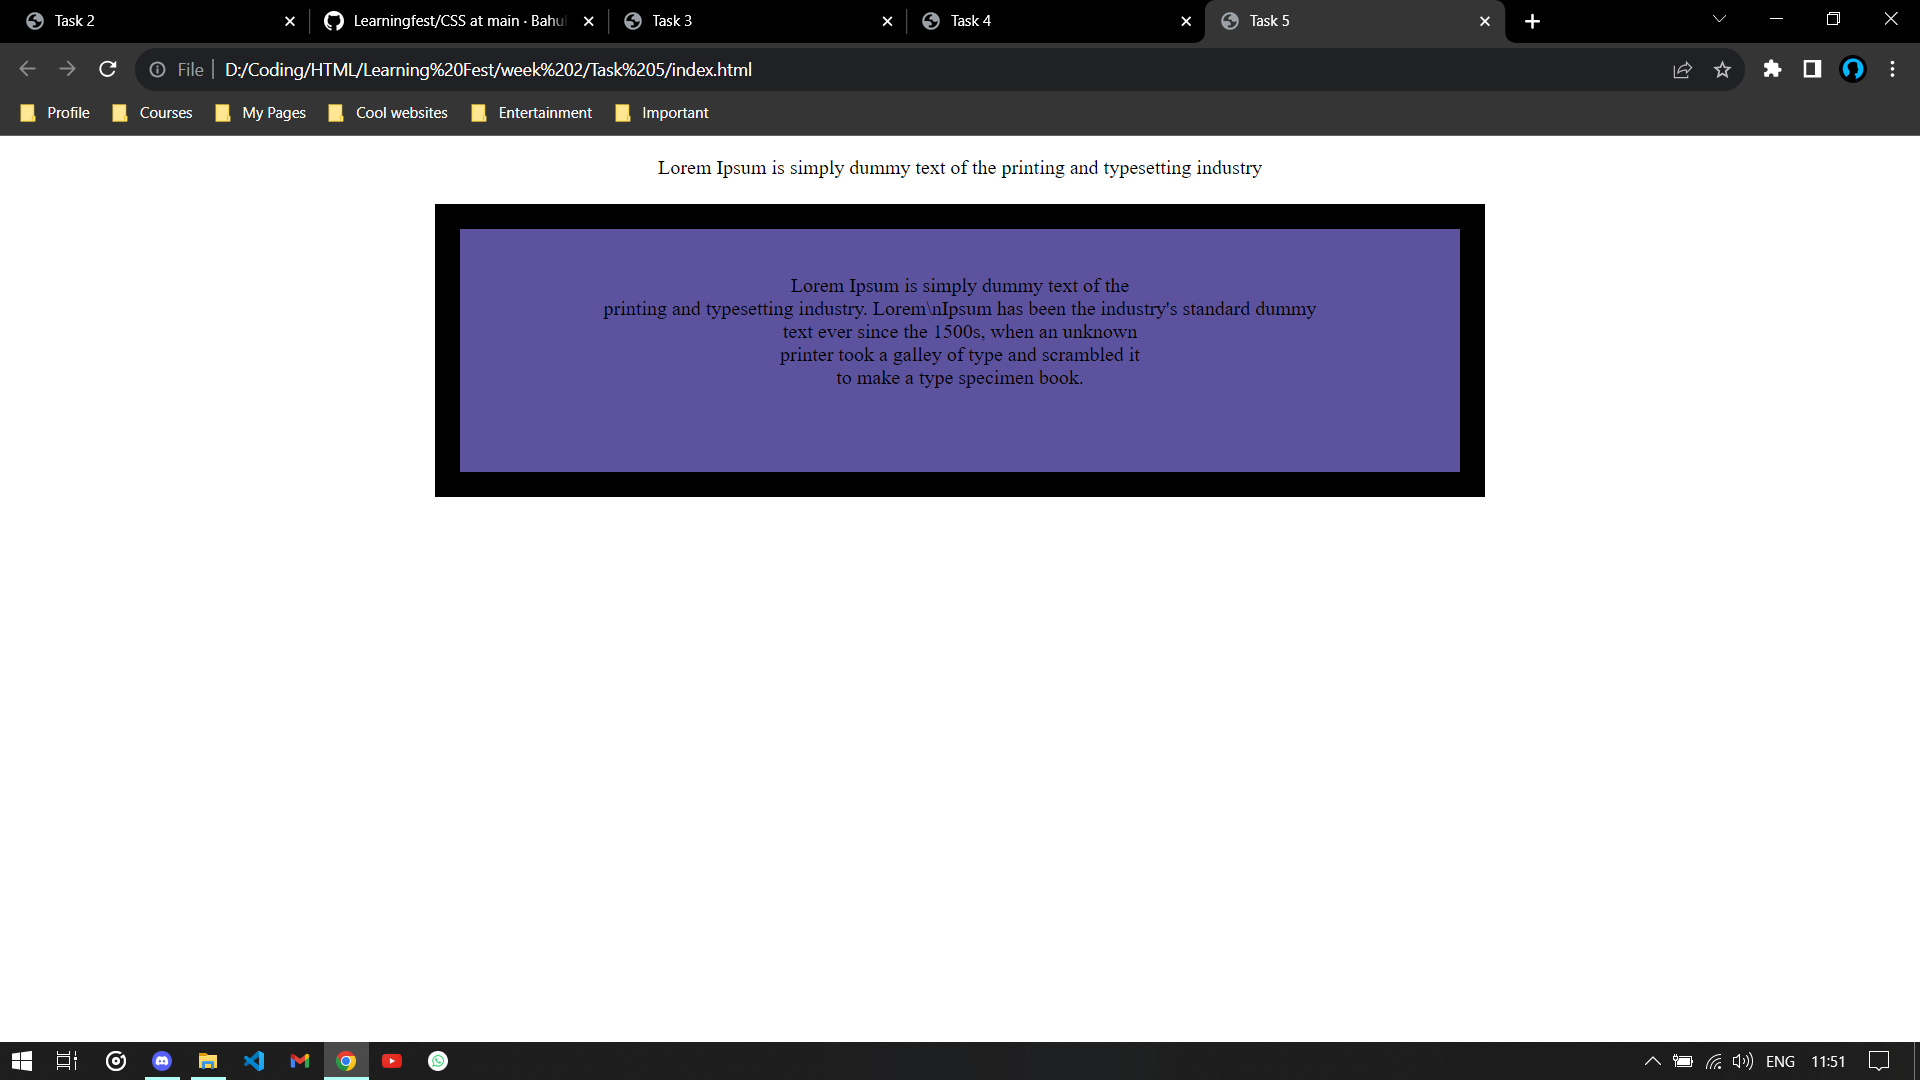 Task 2
Learningfest/CSS at main · Bahul
Task 3
Task 4
Task 5
File
D:/Coding/HTML/Learning%20Fest/week%202/Task%205/index.html
Profile
Courses
My Pages
Cool websites
Entertainment
Important
Lorem Ipsum is simply dummy text of the printing and typesetting industry
Lorem Ipsum is simply dummy text of the
printing and typesetting industry. Lorem\nIpsum has been the industry's standard dummy
text ever since the 1500s, when an unknown
printer took a galley of type and scrambled it
to make a type specimen book.
ENG
11:51